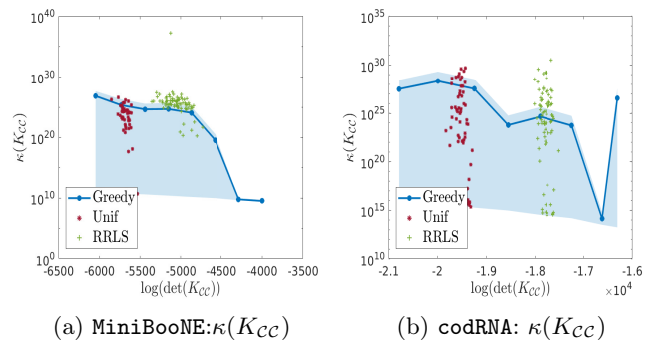 10^40
10^30
10^20
10^10
10^0
κ(K_CC)
Greedy
Unif
RRLS
-6500 -6000 -5500 -5000 -4500 -4000 -3500
log(det(K_CC))
(a) MiniBooNE:κ(K_CC)
10^35
10^30
10^25
10^20
10^15
10^10
κ(K_CC)
Greedy
Unif
RRLS
-2.1 -2 -1.9 -1.8 -1.7 -1.6
×10^4
log(det(K_CC))
(b) codRNA: κ(K_CC)